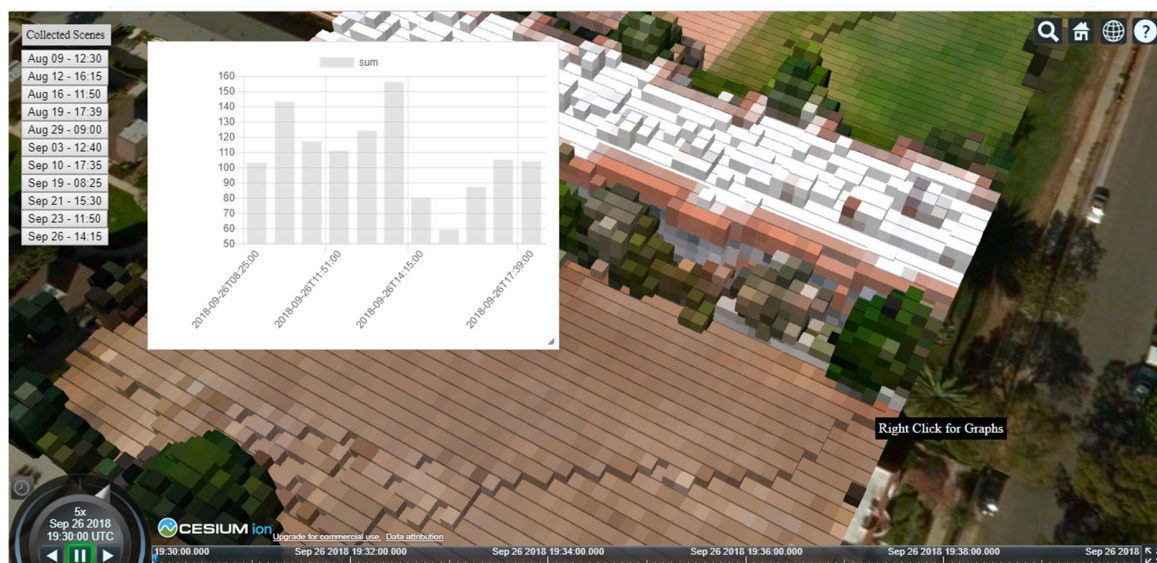 Collected Scenes
Aug 09 - 12:30
Aug 12 - 16:15
Aug 16 - 11:50
Aug 19 - 17:39
Aug 29 - 09:00
Sep 03 - 12:40
Sep 10 - 17:35
Sep 19 - 08:25
Sep 21 - 15:30
Sep 23 - 11:50
Sep 26 - 14:15
sum
160
150
140
130
120
110
100
90
80
70
60
50
2018-09-26T08:25:00
2018-09-26T11:51:00
2018-09-26T14:15:00
2018-09-26T17:39:00
?
Right Click for Graphs
5x
Sep 26 2018
19:30:00 UTC
CESIUM ion
Upgrade for commercial use. Data attribution
19:30:00.000 Sep 26 2018 19:32:00.000 Sep 26 2018 19:34:00.000 Sep 26 2018 19:36:00.000 Sep 26 2018 19:38:00.000 Sep 26 2018